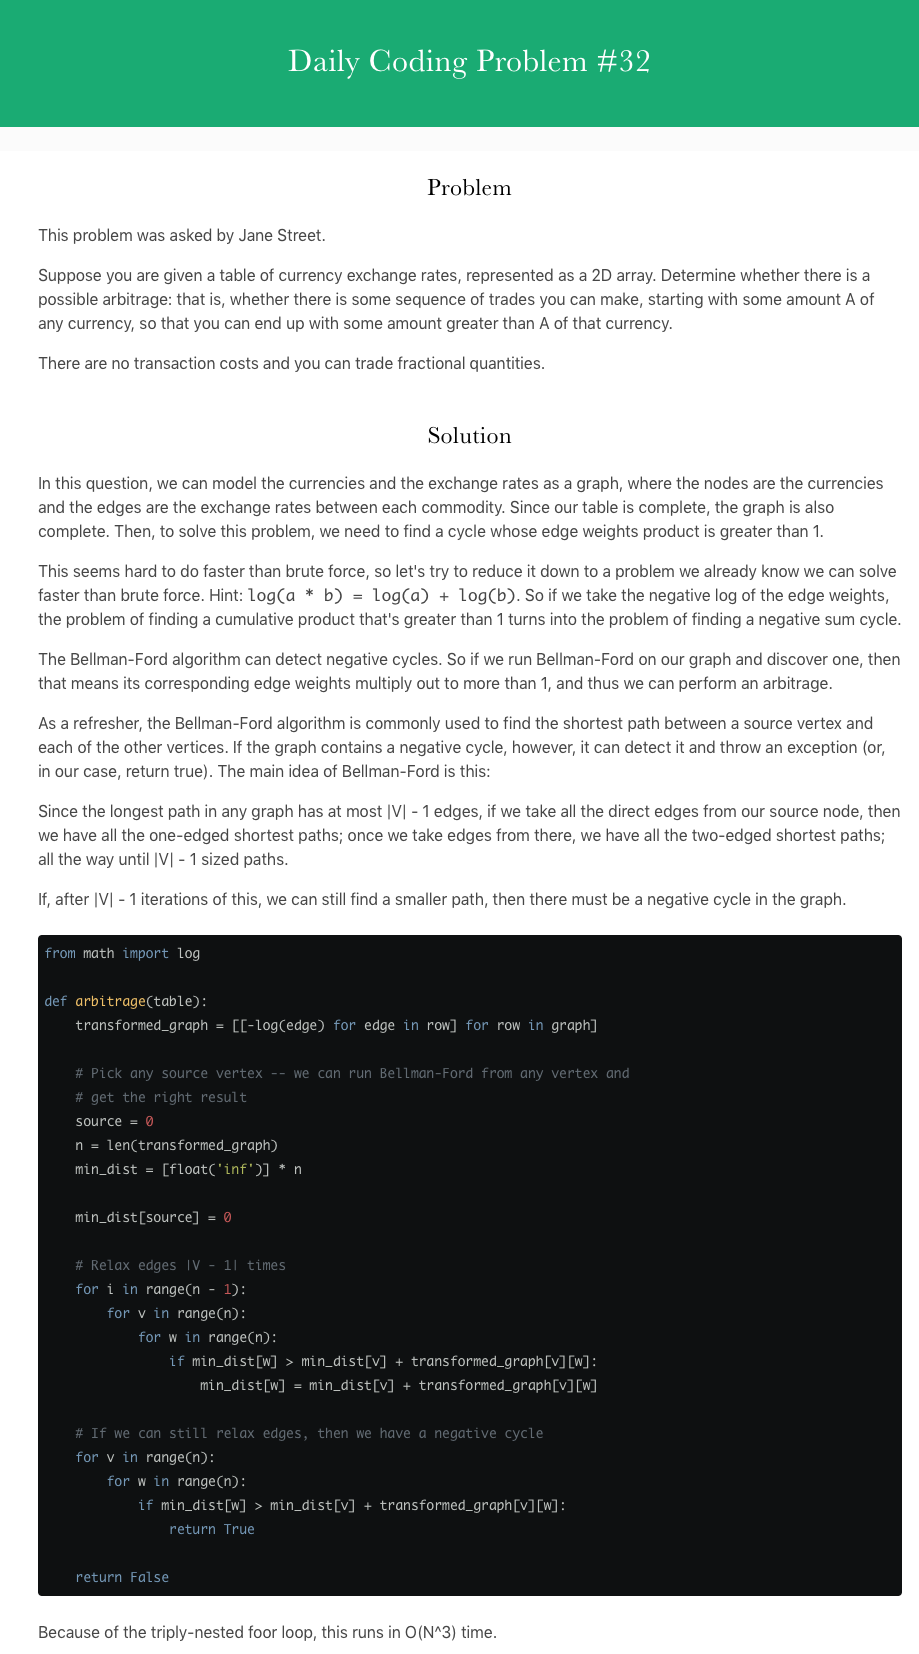 Daily Coding Problem #32
Problem
This problem was asked by Jane Street.
Suppose you are given a table of currency exchange rates, represented as a 2D array. Determine whether there is a
possible arbitrage: that is, whether there is some sequence of trades you can make, starting with some amount A of
any currency, so that you can end up with some amount greater than A of that currency.
There are no transaction costs and you can trade fractional quantities.
Solution
In this question, we can model the currencies and the exchange rates as a graph, where the nodes are the currencies
and the edges are the exchange rates between each commodity. Since our table is complete, the graph is also
complete. Then, to solve this problem, we need to find a cycle whose edge weights product is greater than 1.
This seems hard to do faster than brute force, so let's try to reduce it down to a problem we already know we can solve
faster than brute force. Hint: log(a * b) = log(a) + log(b). So if we take the negative log of the edge weights,
the problem of finding a cumulative product that's greater than 1 turns into the problem of finding a negative sum cycle.
The Bellman-Ford algorithm can detect negative cycles. So if we run Bellman-Ford on our graph and discover one, then
that means its corresponding edge weights multiply out to more than 1, and thus we can perform an arbitrage.
As a refresher, the Bellman-Ford algorithm is commonly used to find the shortest path between a source vertex and
each of the other vertices. If the graph contains a negative cycle, however, it can detect it and throw an exception (or,
in our case, return true). The main idea of Bellman-Ford is this:
Since the longest path in any graph has at most |V| - 1 edges, if we take all the direct edges from our source node, then
we have all the one-edged shortest paths; once we take edges from there, we have all the two-edged shortest paths;
all the way until |V| - 1 sized paths.
If, after |V| - 1 iterations of this, we can still find a smaller path, then there must be a negative cycle in the graph.
from math import log
def arbitrage(table):
    transformed_graph = [[-log(edge) for edge in row] for row in graph]
    # Pick any source vertex -- we can run Bellman-Ford from any vertex and
    # get the right result
    source = 0
    n = len(transformed_graph)
    min_dist = [float('inf')] * n
    min_dist[source] = 0
    # Relax edges |V - 1| times
    for i in range(n - 1):
        for v in range(n):
            for w in range(n):
                if min_dist[w] > min_dist[v] + transformed_graph[v][w]:
                    min_dist[w] = min_dist[v] + transformed_graph[v][w]
    # If we can still relax edges, then we have a negative cycle
    for v in range(n):
        for w in range(n):
            if min_dist[w] > min_dist[v] + transformed_graph[v][w]:
                return True
    return False
Because of the triply-nested foor loop, this runs in O(N^3) time.